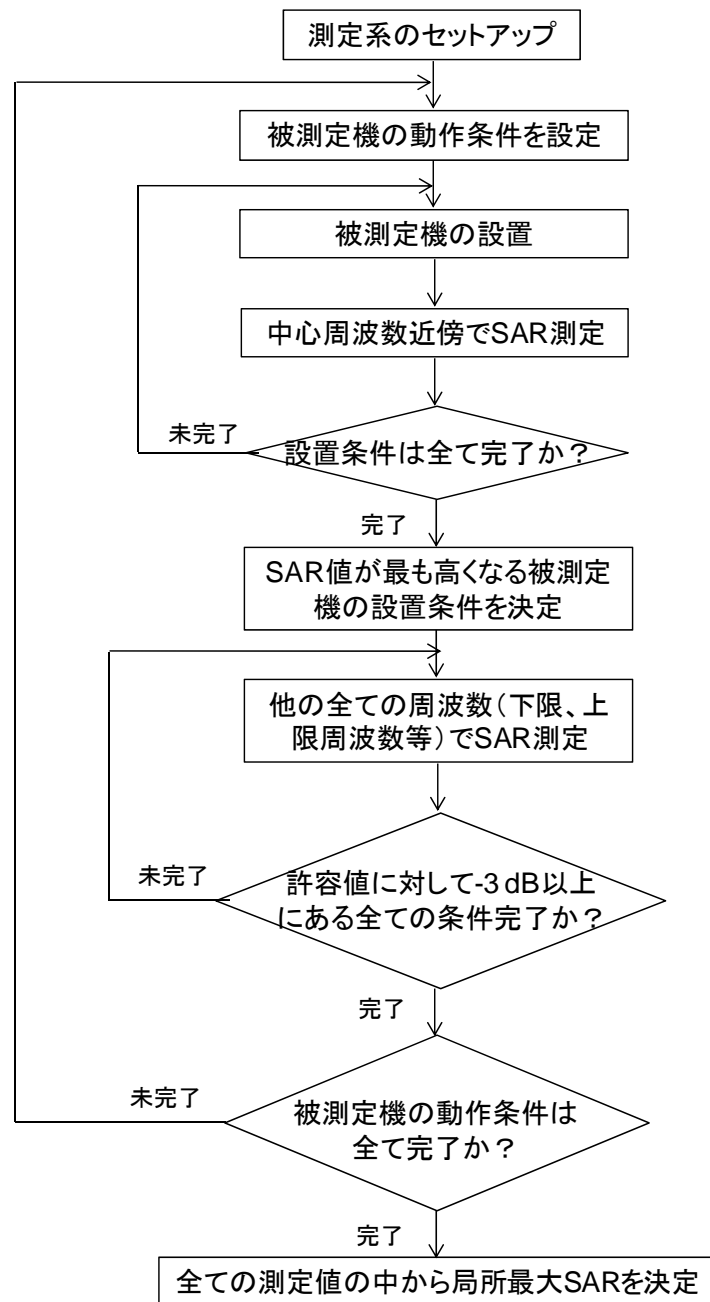 測定系のセットアップ
被測定機の動作条件を設定
被測定機の設置
中心周波数近傍でSAR測定
未完了
設置条件は全て完了か？
完了
SAR値が最も高くなる被測定
機の設置条件を決定
他の全ての周波数（下限、上
限周波数等）でSAR測定
未完了
許容値に対して-3 dB以上
にある全ての条件完了か？
完了
未完了
被測定機の動作条件は
全て完了か？
完了
全ての測定値の中から局所最大SARを決定